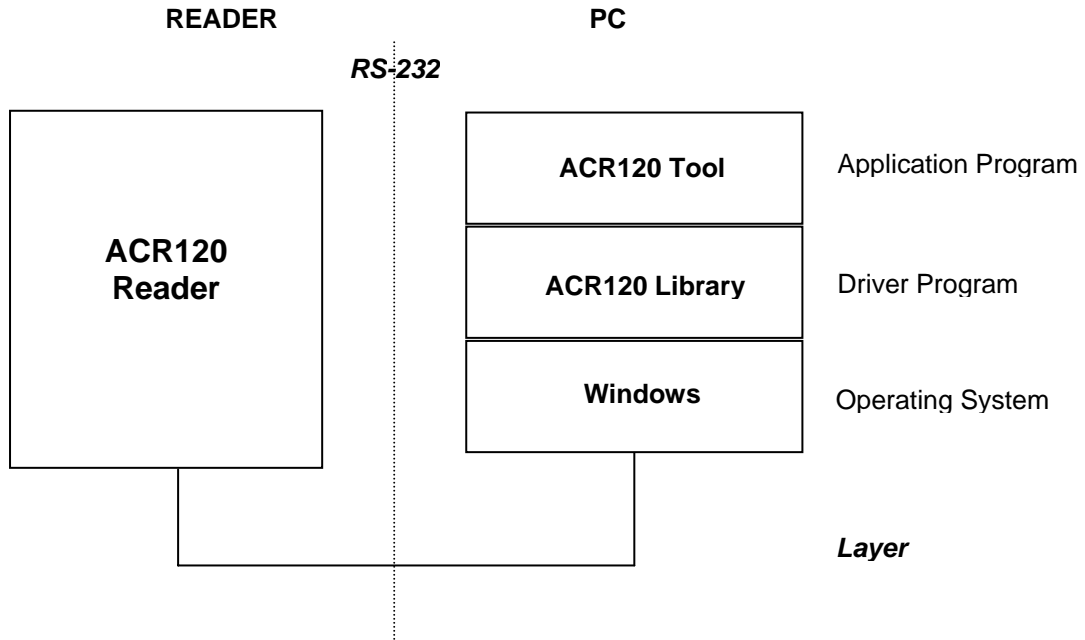 READER
PC
RS-232
ACR120 Tool
Application Program
ACR120
Reader
ACR120 Library
Driver Program
Windows
Operating System
Layer